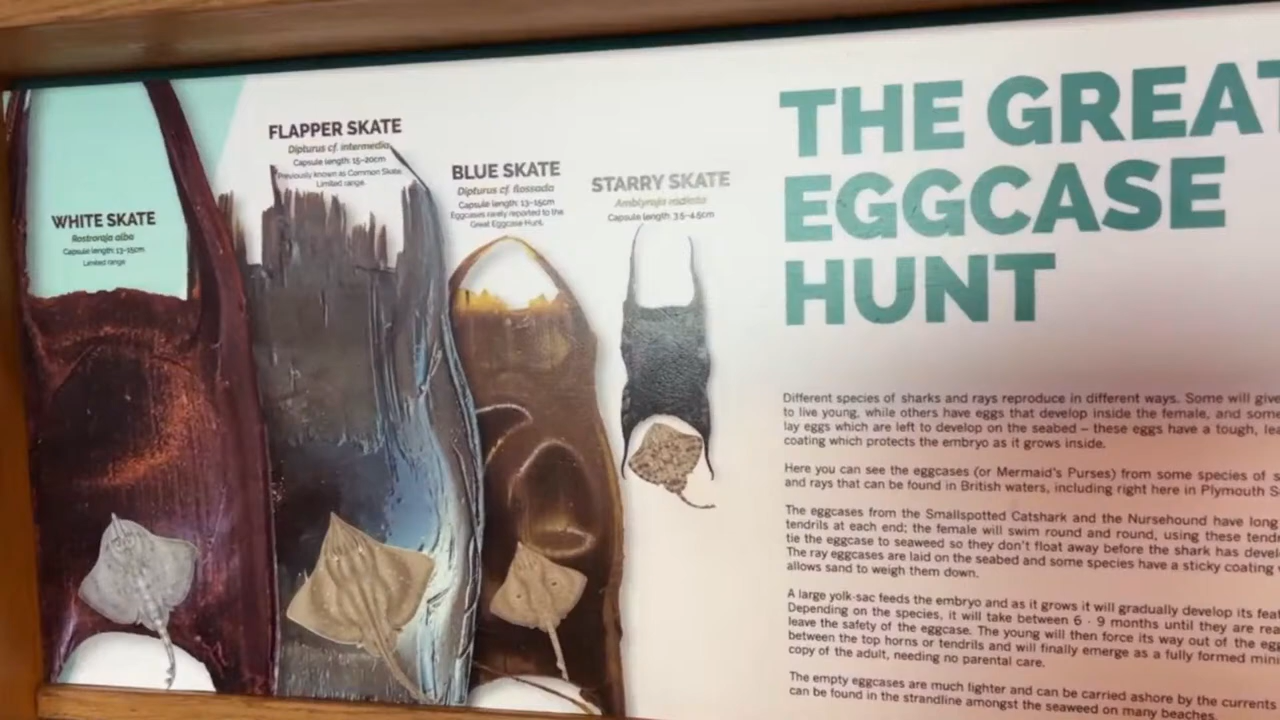 WHITE SKATE
Rostroraja alba
Capsule length: 13-15cm
Limited range
FLAPPER SKATE
Dipturus cf. intermedia
Capsule length: 15-20cm
Previously known as Common Skate.
Limited range.
BLUE SKATE
Dipturus cf. flossada
Capsule length: 13-15cm
Eggcases rarely reported to the
Great Eggcase Hunt.
STARRY SKATE
Amblyraja radiata
Capsule length: 3.5-4.5cm
THE GREAT
EGGCASE
HUNT
Different species of sharks and rays reproduce in different ways. Some will give
to live young, while others have eggs that develop inside the female, and some
lay eggs which are left to develop on the seabed – these eggs have a tough,
coating which protects the embryo as it grows inside.
Here you can see the eggcases (or Mermaid's Purses) from some species of
and rays that can be found in British waters, including right here in Plymouth
The eggcases from the Smallspotted Catshark and the Nursehound have long
tendrils at each end; the female will swim round and round, using these
tie the eggcase to seaweed so they don't float away before the shark has
The ray eggcases are laid on the seabed and some species have a sticky coating
allows sand to weigh them down.
A large yolk-sac feeds the embryo and as it grows it will gradually develop its
Depending on the species, it will take between 6 - 9 months until they are
leave the safety of the eggcase. The young will then force its way out of the
between the top horns or tendrils and will finally emerge as a fully formed
copy of the adult, needing no parental care.
The empty eggcases are much lighter and can be carried ashore by the currents
can be found in the strandline amongst the seaweed on many beaches.